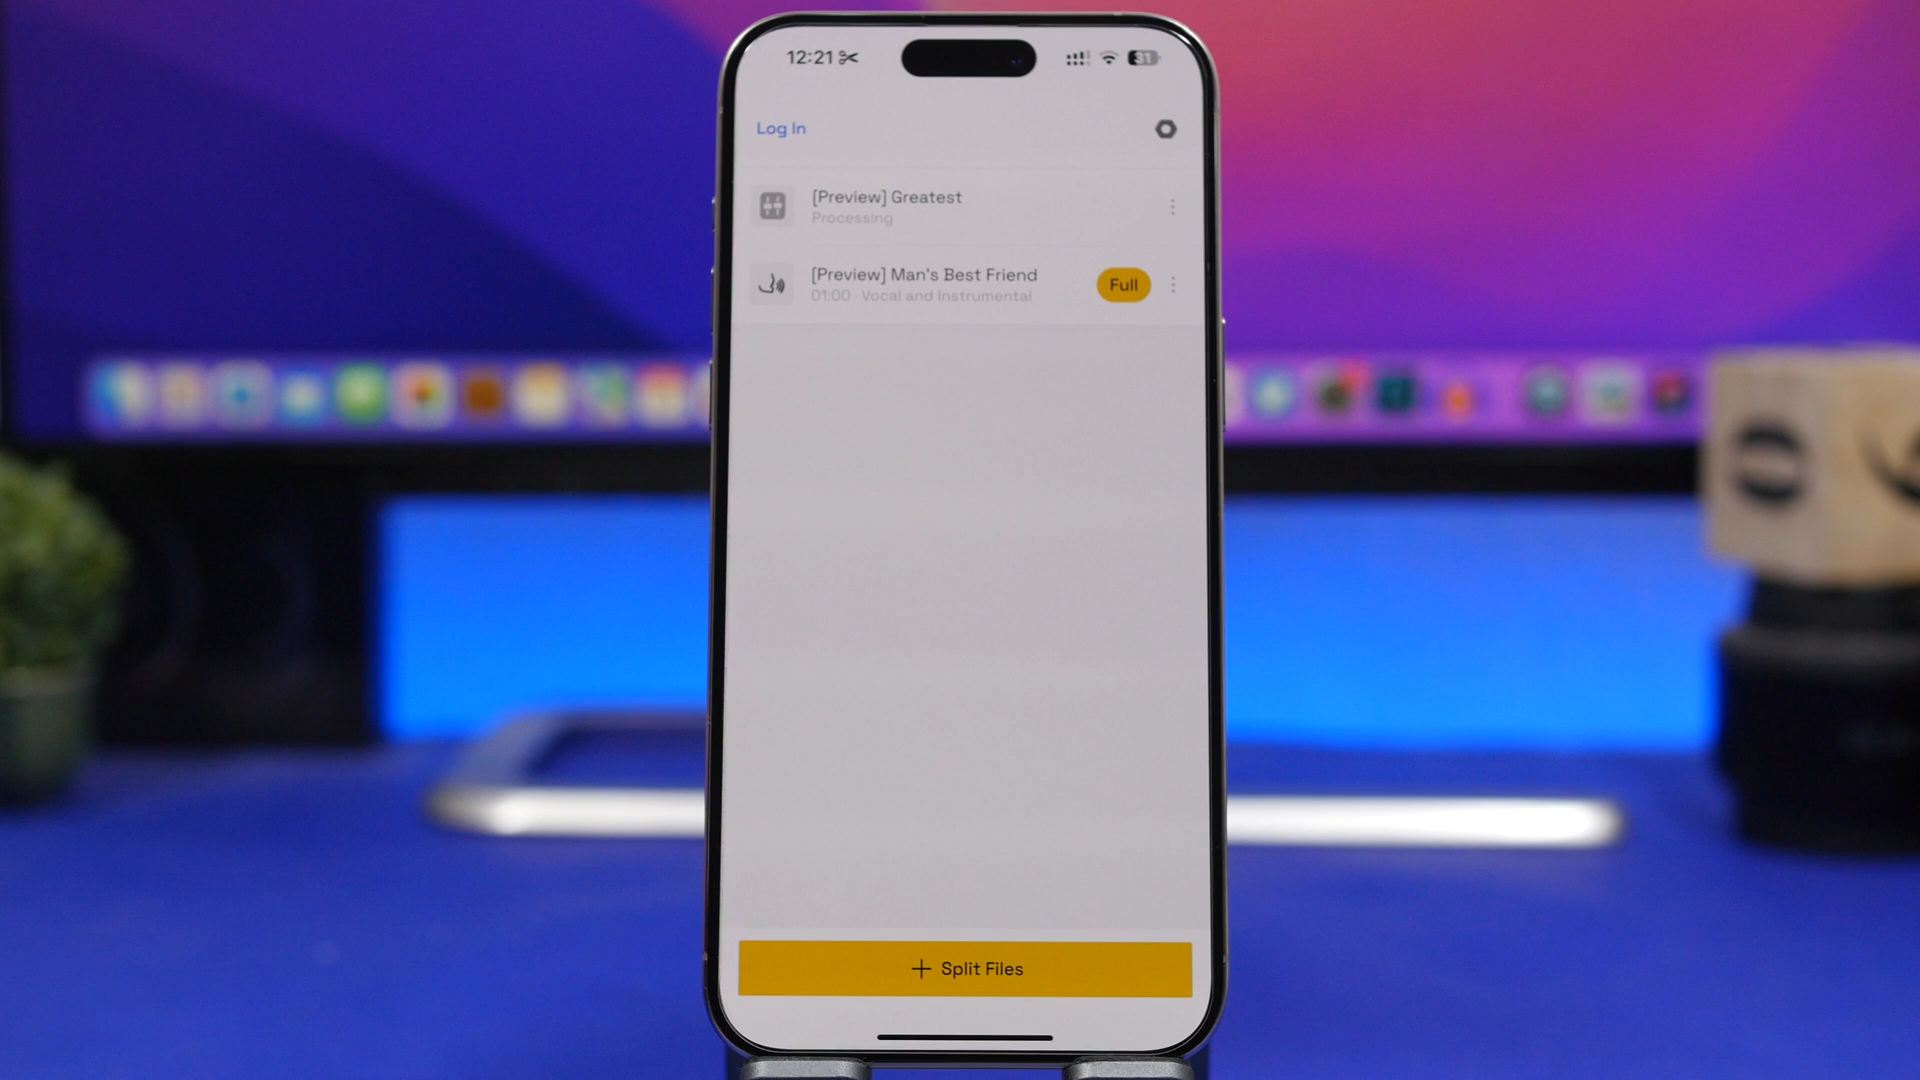 12:21
31
Log In
[Preview] Greatest
Processing
[Preview] Man's Best Friend
01:00 · Vocal and Instrumental
Full
+ Split Files